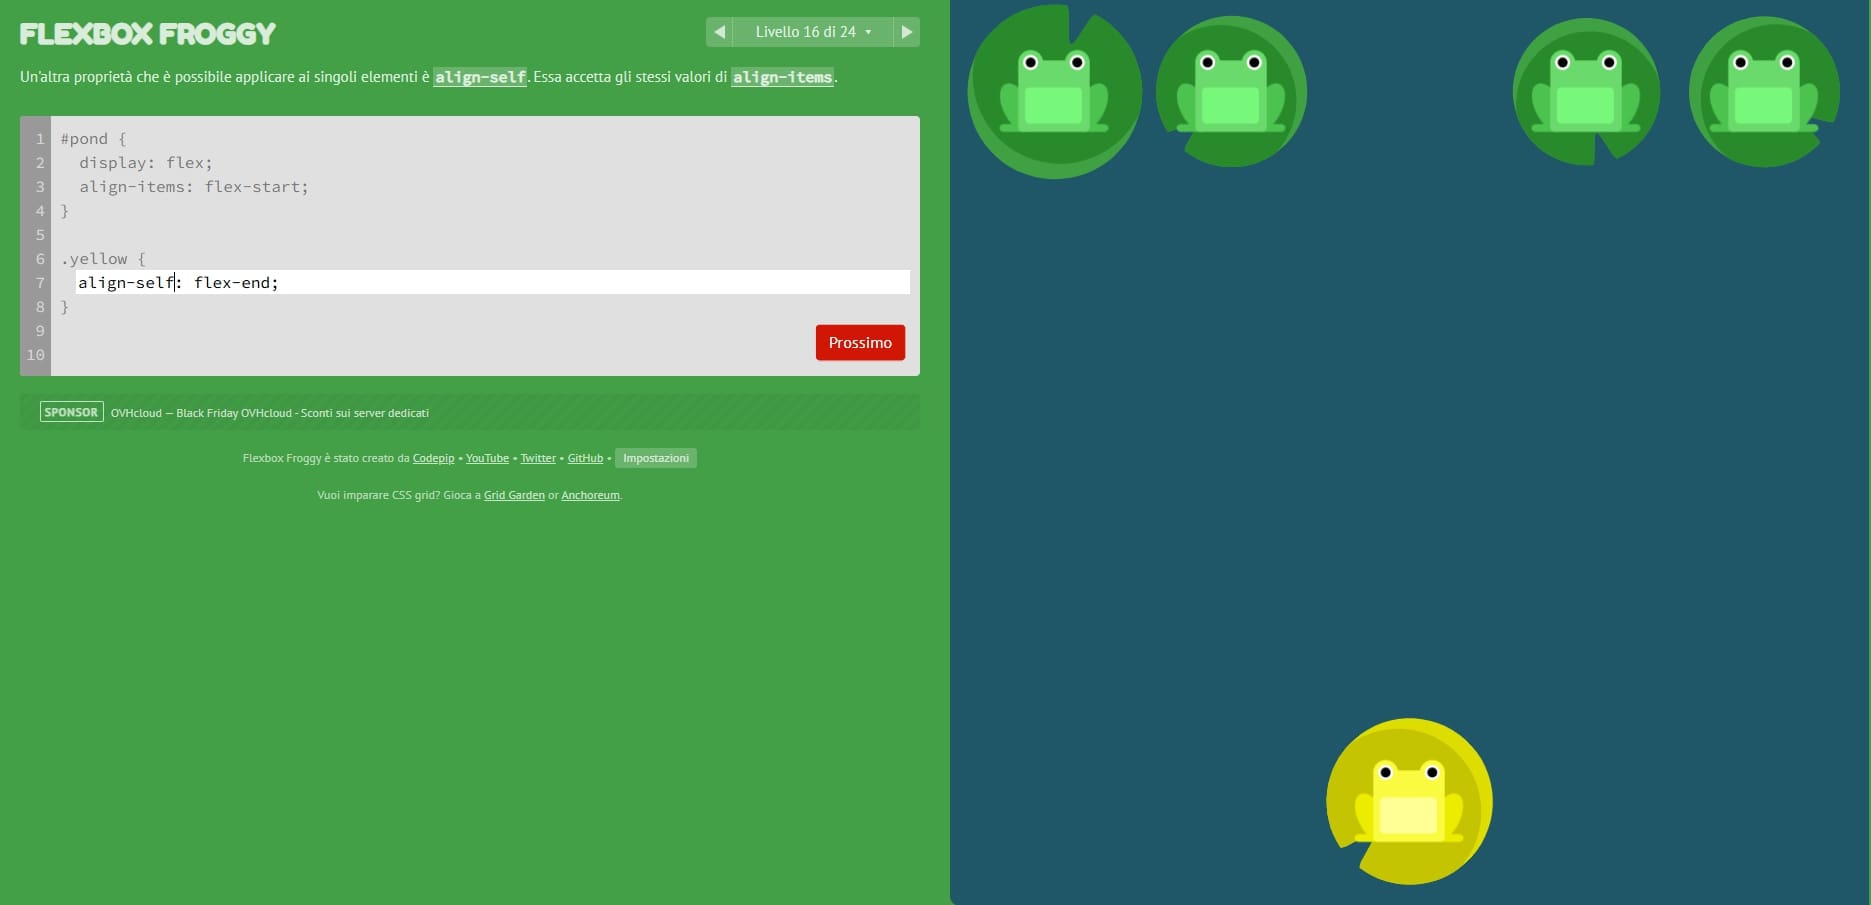 FLEXBOX FROGGY
Livello 16 di 24
Un'altra proprietà che è possibile applicare ai singoli elementi è align-self. Essa accetta gli stessi valori di align-items.
1 #pond {
2 display: flex;
3 align-items: flex-start;
4 }
5
6 .yellow {
7 align-self: flex-end;
8 }
9
10
Prossimo
SPONSOR OVHcloud — Black Friday OVHcloud - Sconti sui server dedicati
Flexbox Froggy è stato creato da Codepip • YouTube • Twitter • GitHub • Impostazioni
Vuoi imparare CSS grid? Gioca a Grid Garden or Anchoreum.